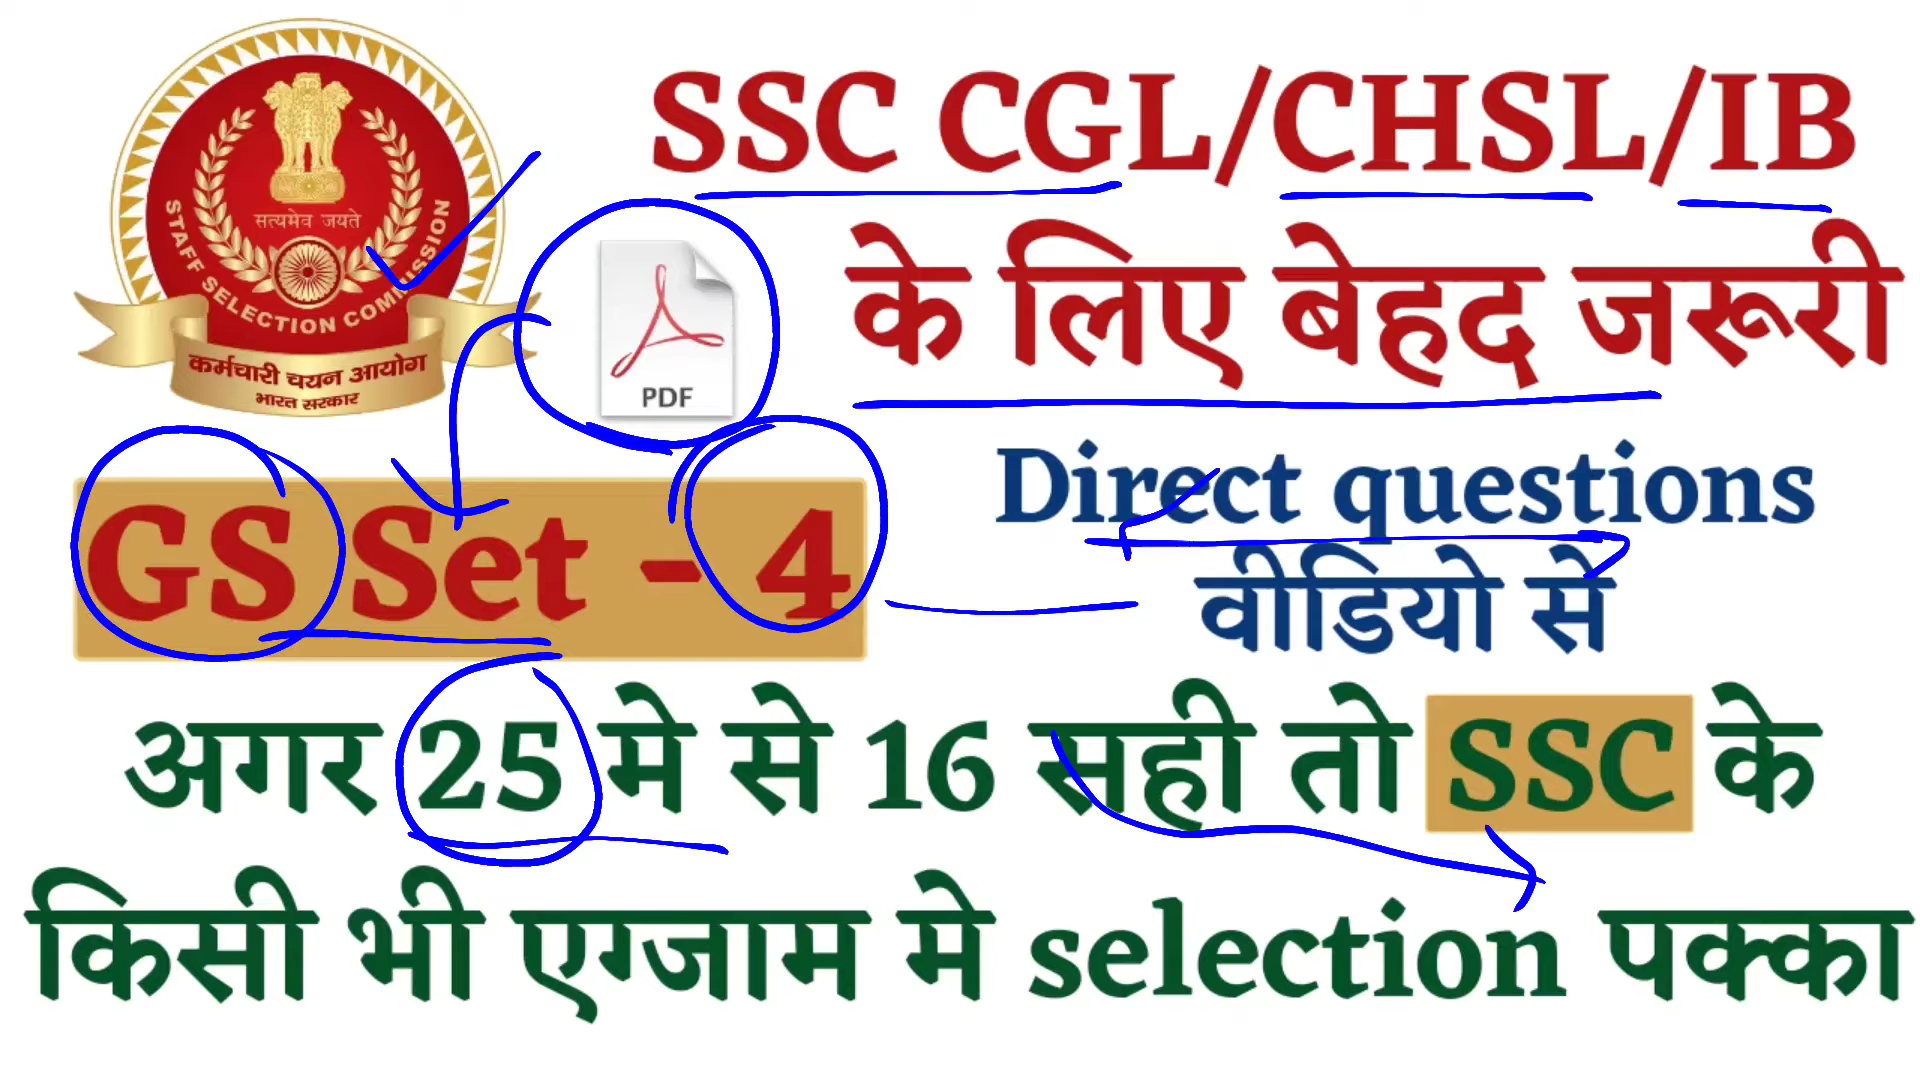 SSC CGL/CHSL/IB
के लिए बेहद जरूरी
सत्यमेव जयते
STAFF SELECTION COMMISSION
कर्मचारी चयन आयोग
भारत सरकार
PDF
GS Set - 4
Direct questions
वीडियो से
अगर 25 मे से 16 सही तो SSC के
किसी भी एग्जाम मे selection पक्का